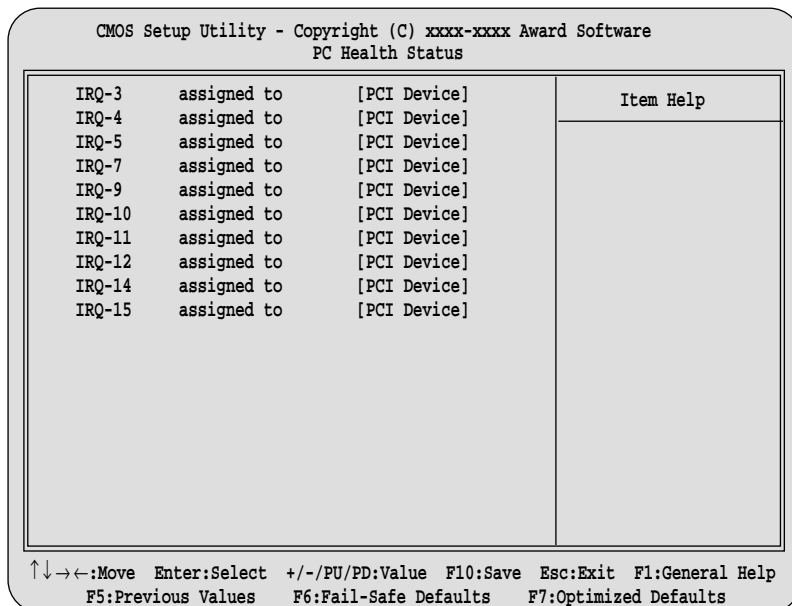 CMOS Setup Utility - Copyright (C) xxxx-xxxx Award Software
PC Health Status
IRQ-3 assigned to [PCI Device]
IRQ-4 assigned to [PCI Device]
IRQ-5 assigned to [PCI Device]
IRQ-7 assigned to [PCI Device]
IRQ-9 assigned to [PCI Device]
IRQ-10 assigned to [PCI Device]
IRQ-11 assigned to [PCI Device]
IRQ-12 assigned to [PCI Device]
IRQ-14 assigned to [PCI Device]
IRQ-15 assigned to [PCI Device]
Item Help
↑↓→←:Move Enter:Select +/-/PU/PD:Value F10:Save Esc:Exit F1:General Help
F5:Previous Values F6:Fail-Safe Defaults F7:Optimized Defaults